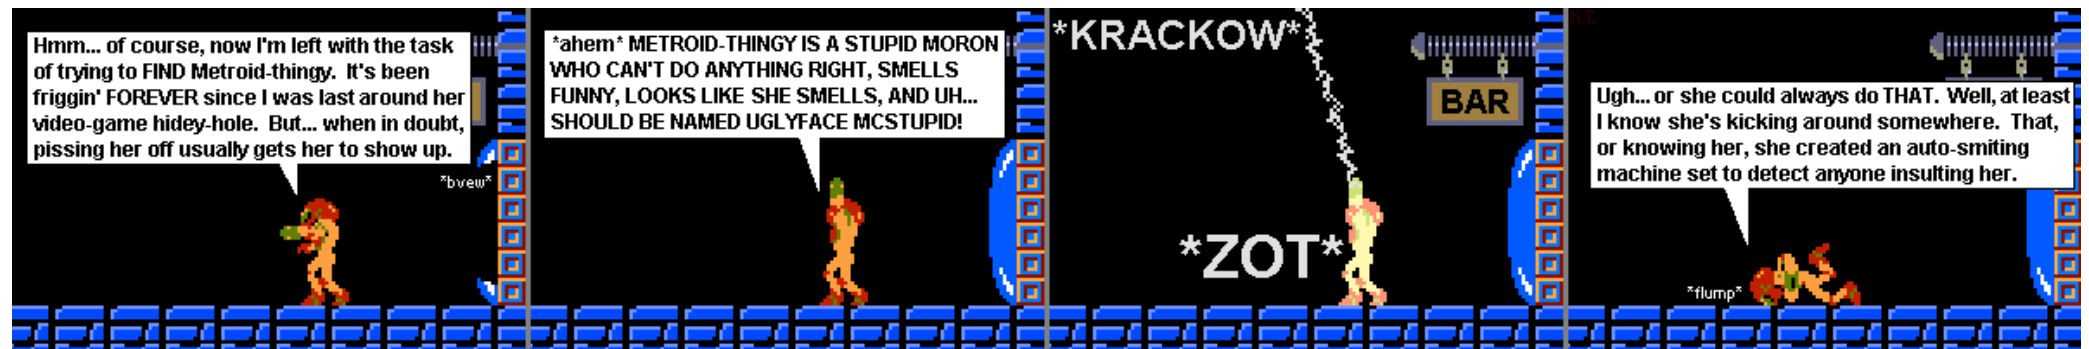 Hmm... of course, now I'm left with the task
of trying to FIND Metroid-thingy. It's been
friggin' FOREVER since I was last around her
video-game hidey-hole. But... when in doubt,
pissing her off usually gets her to show up.
*bvew*
*ahem* METROID-THINGY IS A STUPID MORON
WHO CAN'T DO ANYTHING RIGHT, SMELLS
FUNNY, LOOKS LIKE SHE SMELLS, AND UH...
SHOULD BE NAMED UGLYFACE MCSTUPID!
*KRACKOW*
BAR
*ZOT*
Ugh... or she could always do THAT. Well, at least
I know she's kicking around somewhere. That,
or knowing her, she created an auto-smiting
machine set to detect anyone insulting her.
*flump*